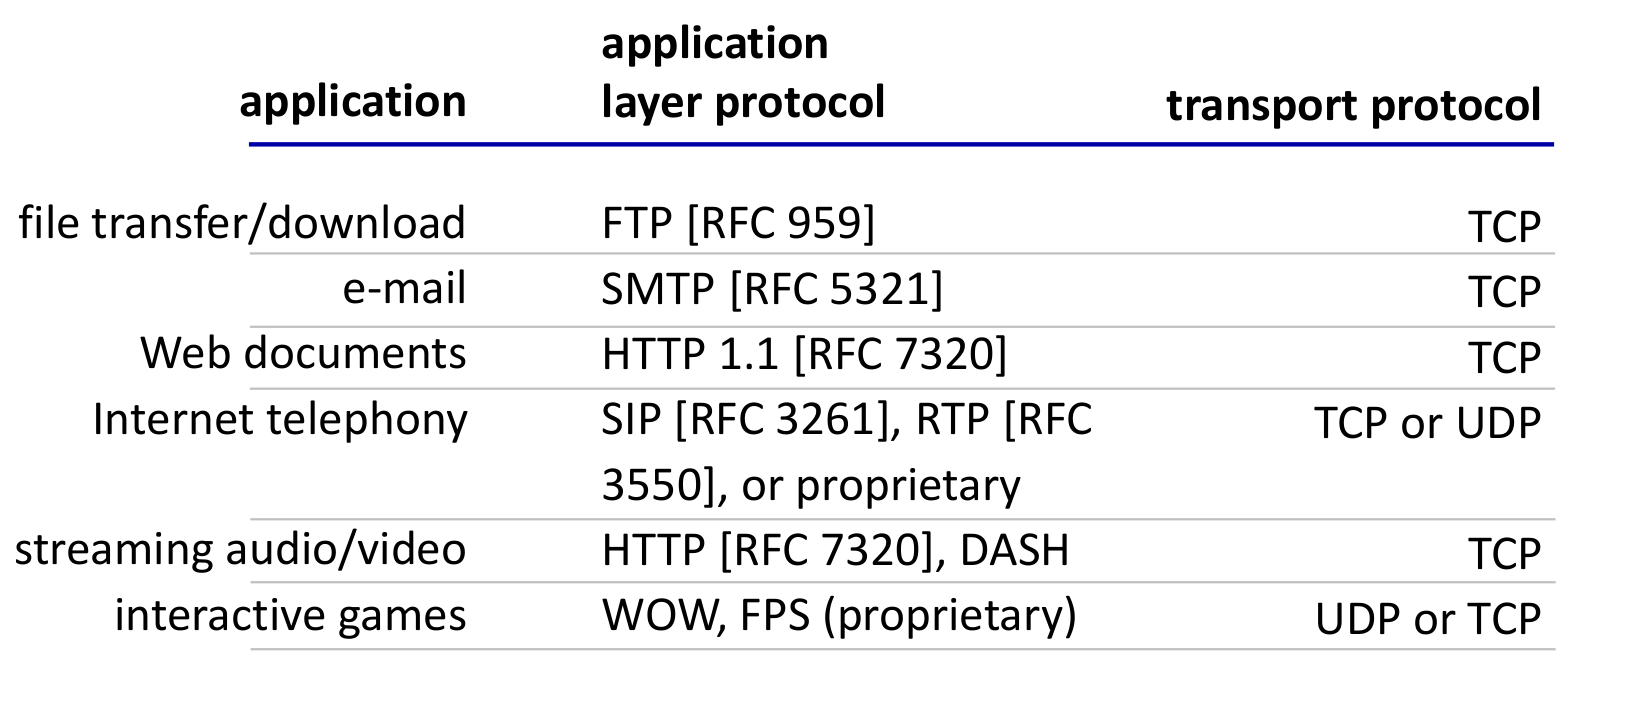 application
application
layer protocol
transport protocol
file transfer/download FTP [RFC 959] TCP
e-mail SMTP [RFC 5321] TCP
Web documents HTTP 1.1 [RFC 7320] TCP
Internet telephony SIP [RFC 3261], RTP [RFC TCP or UDP
3550], or proprietary
streaming audio/video HTTP [RFC 7320], DASH TCP
interactive games WOW, FPS (proprietary) UDP or TCP